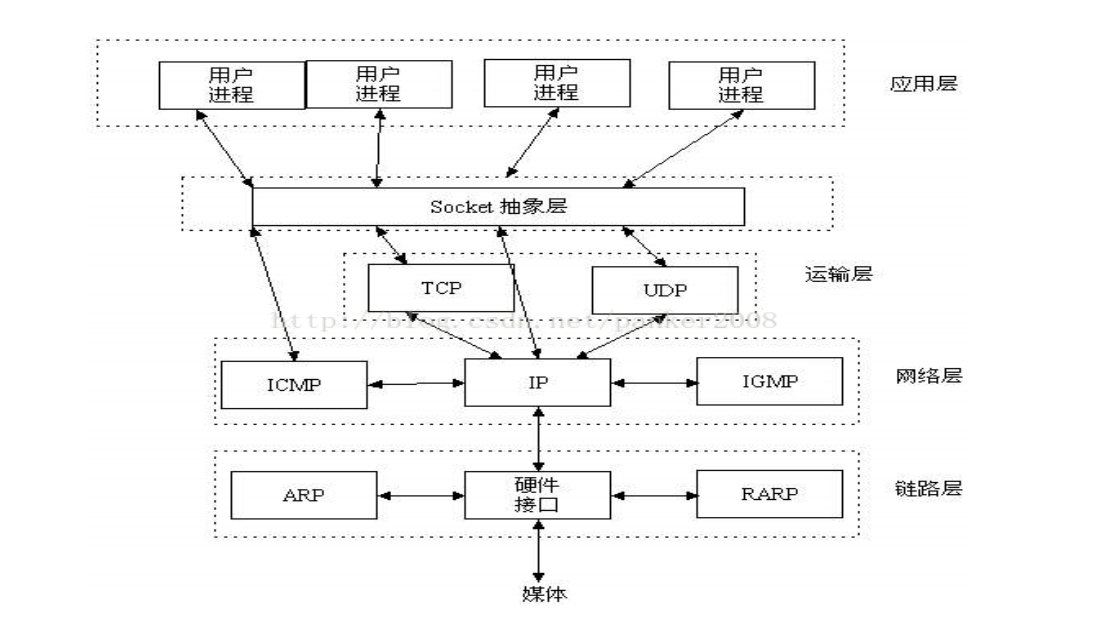 用户
进程
用户
进程
用户
进程
用户
进程
应用层
Socket 抽象层
TCP
UDP
运输层
http://blog.csdn.net/panker2008
ICMP
IP
IGMP
网络层
ARP
硬件
接口
RARP
链路层
媒体